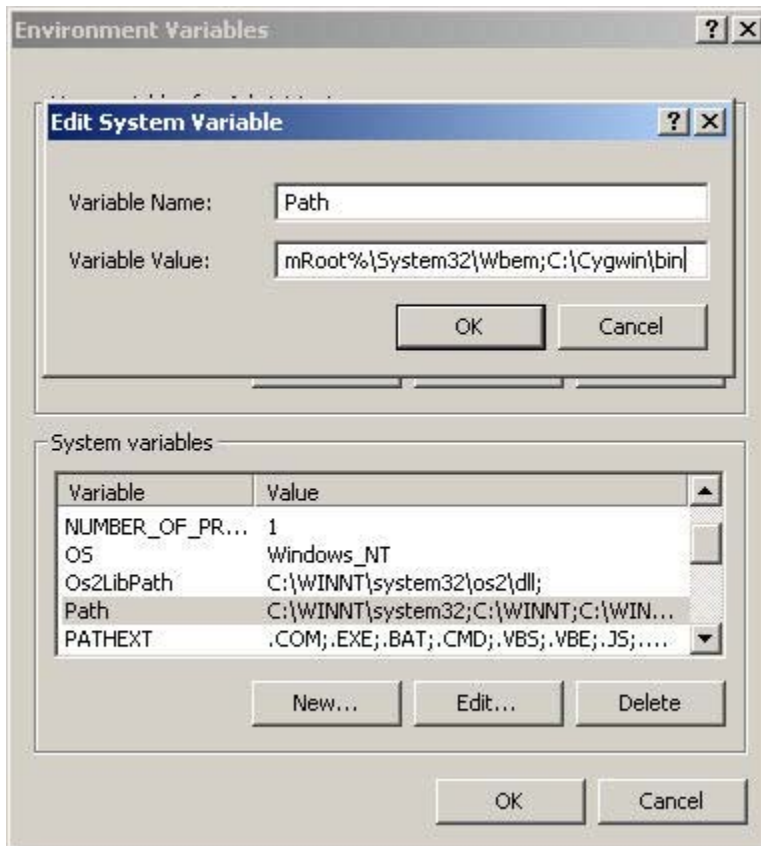 Environment Variables
Edit System Variable
Variable Name: Path
Variable Value: mRoot%\System32\Wbem;C:\Cygwin\bin
OK Cancel
System variables
Variable Value
NUMBER_OF_PR... 1
OS Windows_NT
Os2LibPath C:\WINNT\system32\os2\dll;
Path C:\WINNT\system32;C:\WINNT;C:\WIN...
PATHEXT .COM;.EXE;.BAT;.CMD;.VBS;.VBE;.JS;....
New... Edit... Delete
OK Cancel